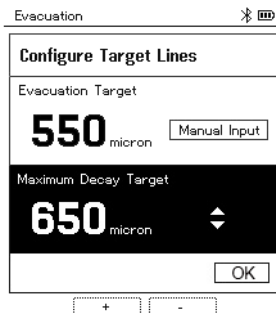 Evacuation
Configure Target Lines
Evacuation Target
550 micron
Manual Input
Maximum Decay Target
650 micron
OK
+ -